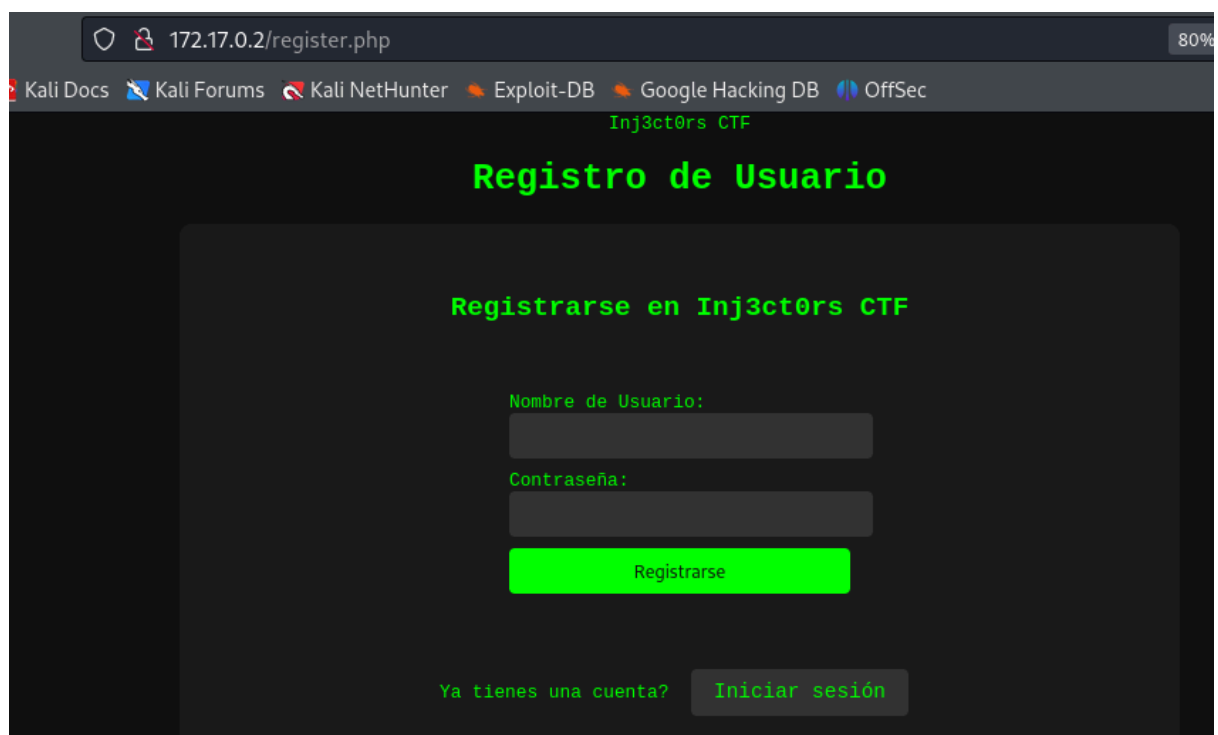 172.17.0.2/register.php 80%
Kali Docs Kali Forums Kali NetHunter Exploit-DB Google Hacking DB OffSec
Inj3ct0rs CTF
Registro de Usuario
Registrarse en Inj3ct0rs CTF
Nombre de Usuario:
Contraseña:
Registrarse
Ya tienes una cuenta? Iniciar sesión